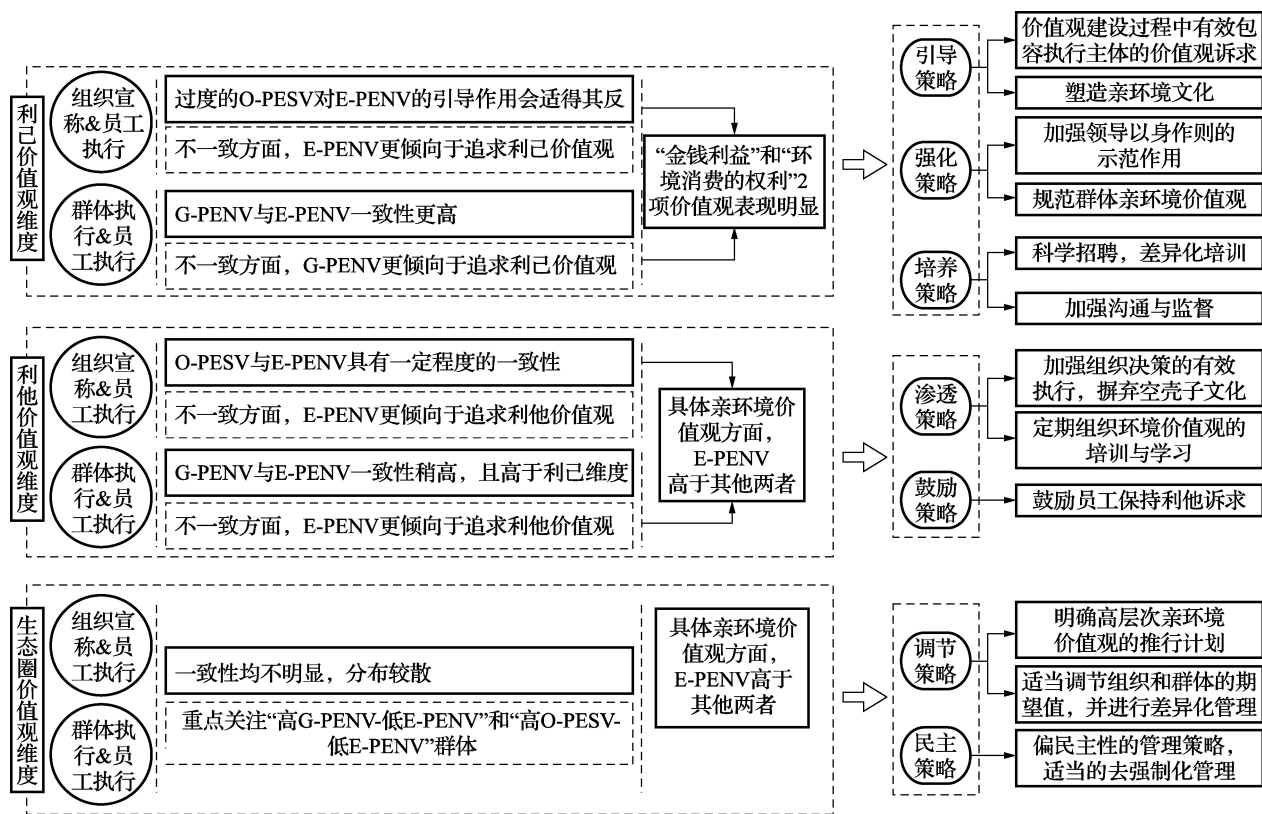 利己价值观维度
组织宣
称&员工
执行
过度的O-PESV对E-PENV的引导作用会适得其反
不一致方面，E-PENV更倾向于追求利己价值观
群体执
行&员
工执行
G-PENV与E-PENV一致性更高
不一致方面，G-PENV更倾向于追求利己价值观
“金钱利益”和“环
境消费的权利”2
项价值观表现明显
引导
策略
价值观建设过程中有效包
容执行主体的价值观诉求
塑造亲环境文化
强化
策略
加强领导以身作则的
示范作用
规范群体亲环境价值观
培养
策略
科学招聘，差异化培训
加强沟通与监督
利他价值观维度
组织宣
称&员
工执行
O-PESV与E-PENV具有一定程度的一致性
不一致方面，E-PENV更倾向于追求利他价值观
群体执
行&员
工执行
G-PENV与E-PENV一致性稍高，且高于利己维度
不一致方面，E-PENV更倾向于追求利他价值观
具体亲环境价
值观方面，
E-PENV
高于其他两者
渗透
策略
加强组织决策的有效
执行，摒弃空壳子文化
定期组织环境价值观的
培训与学习
鼓励
策略
鼓励员工保持利他诉求
生态圈价值观维度
组织宣
称&员
工执行
群体执
行&员
工执行
一致性均不明显，分布较散
重点关注“高G-PENV-低E-PENV”和“高O-PESV-
低E-PENV”群体
具体亲环境价
值观方面，
E-PENV高于
其他两者
调节
策略
明确高层次亲环境
价值观的推行计划
适当调节组织和群体的期
望值，并进行差异化管理
民主
策略
偏民主性的管理策略，
适当的去强制化管理